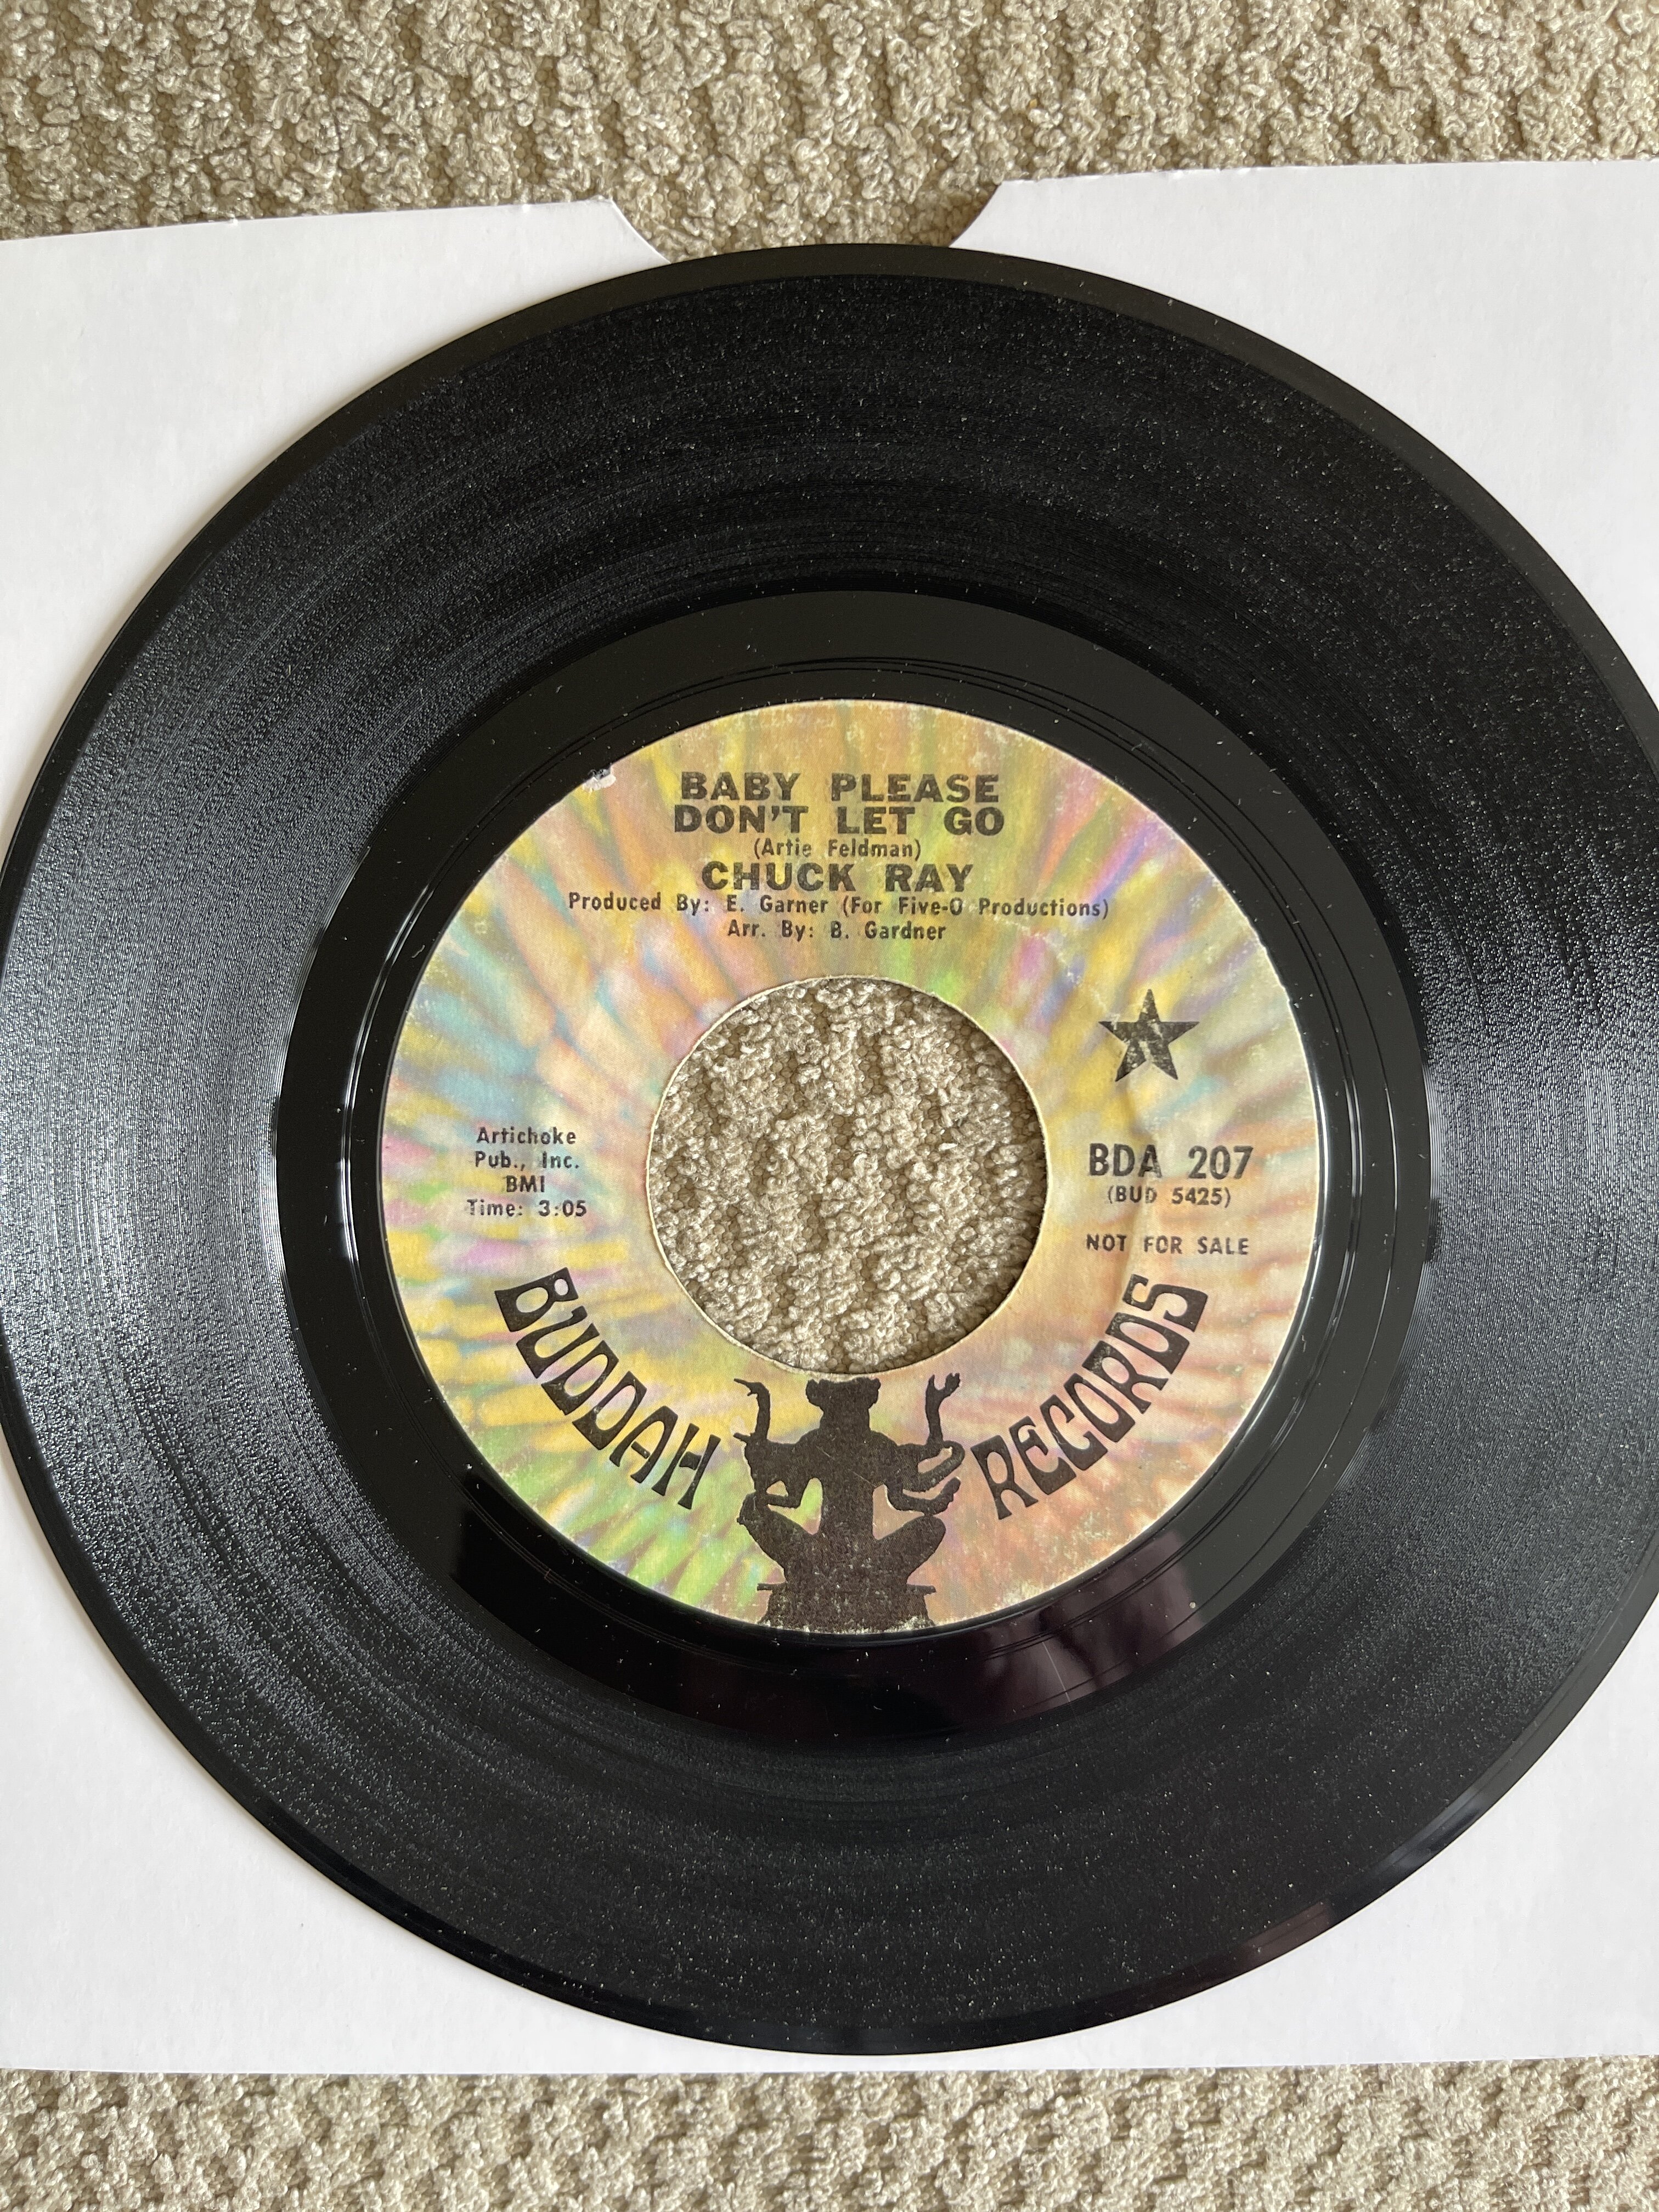 BABY PLEASE
DON'T LET GO
(Artie Feldman)
CHUCK RAY
Produced By: E. Garner (For Five-O Productions)
Arr. By: B. Gardner
Artichoke
Pub., Inc.
BMI
Time: 3:05
BDA 207
(BUD 5425)
NOT FOR SALE
BUDDAH RECORDS